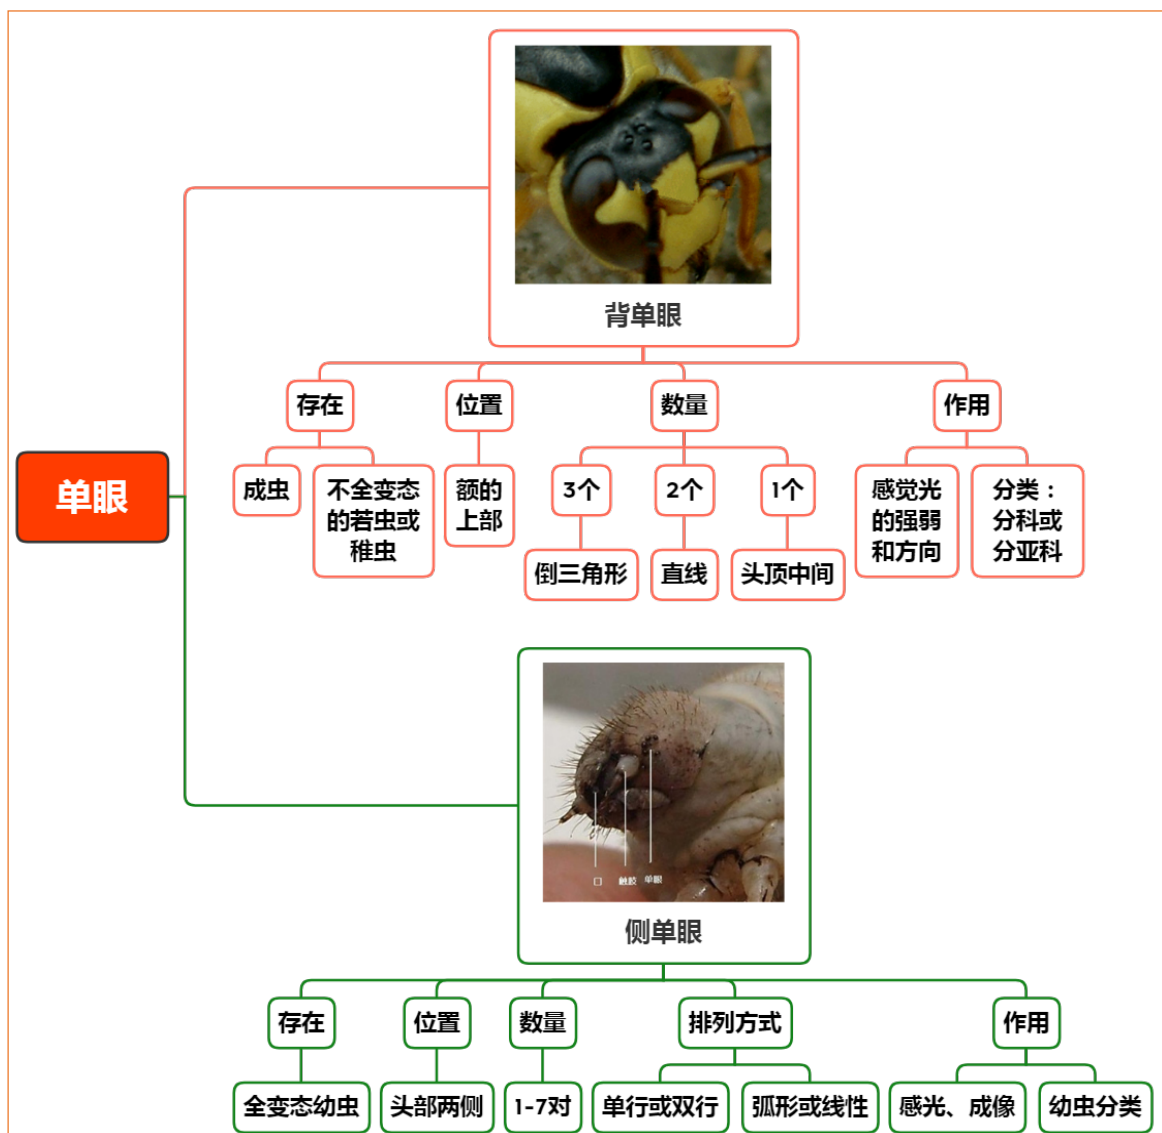 单眼
背单眼
存在
位置
数量
作用
成虫
不全变态
的若虫或
稚虫
额的
上部
3个
2个
1个
倒三角形
直线
头顶中间
感觉光
的强弱
和方向
分类：
分科或
分亚科
口
触肢
单眼
侧单眼
存在
位置
数量
排列方式
作用
全变态幼虫
头部两侧
1-7对
单行或双行
弧形或线性
感光、成像
幼虫分类